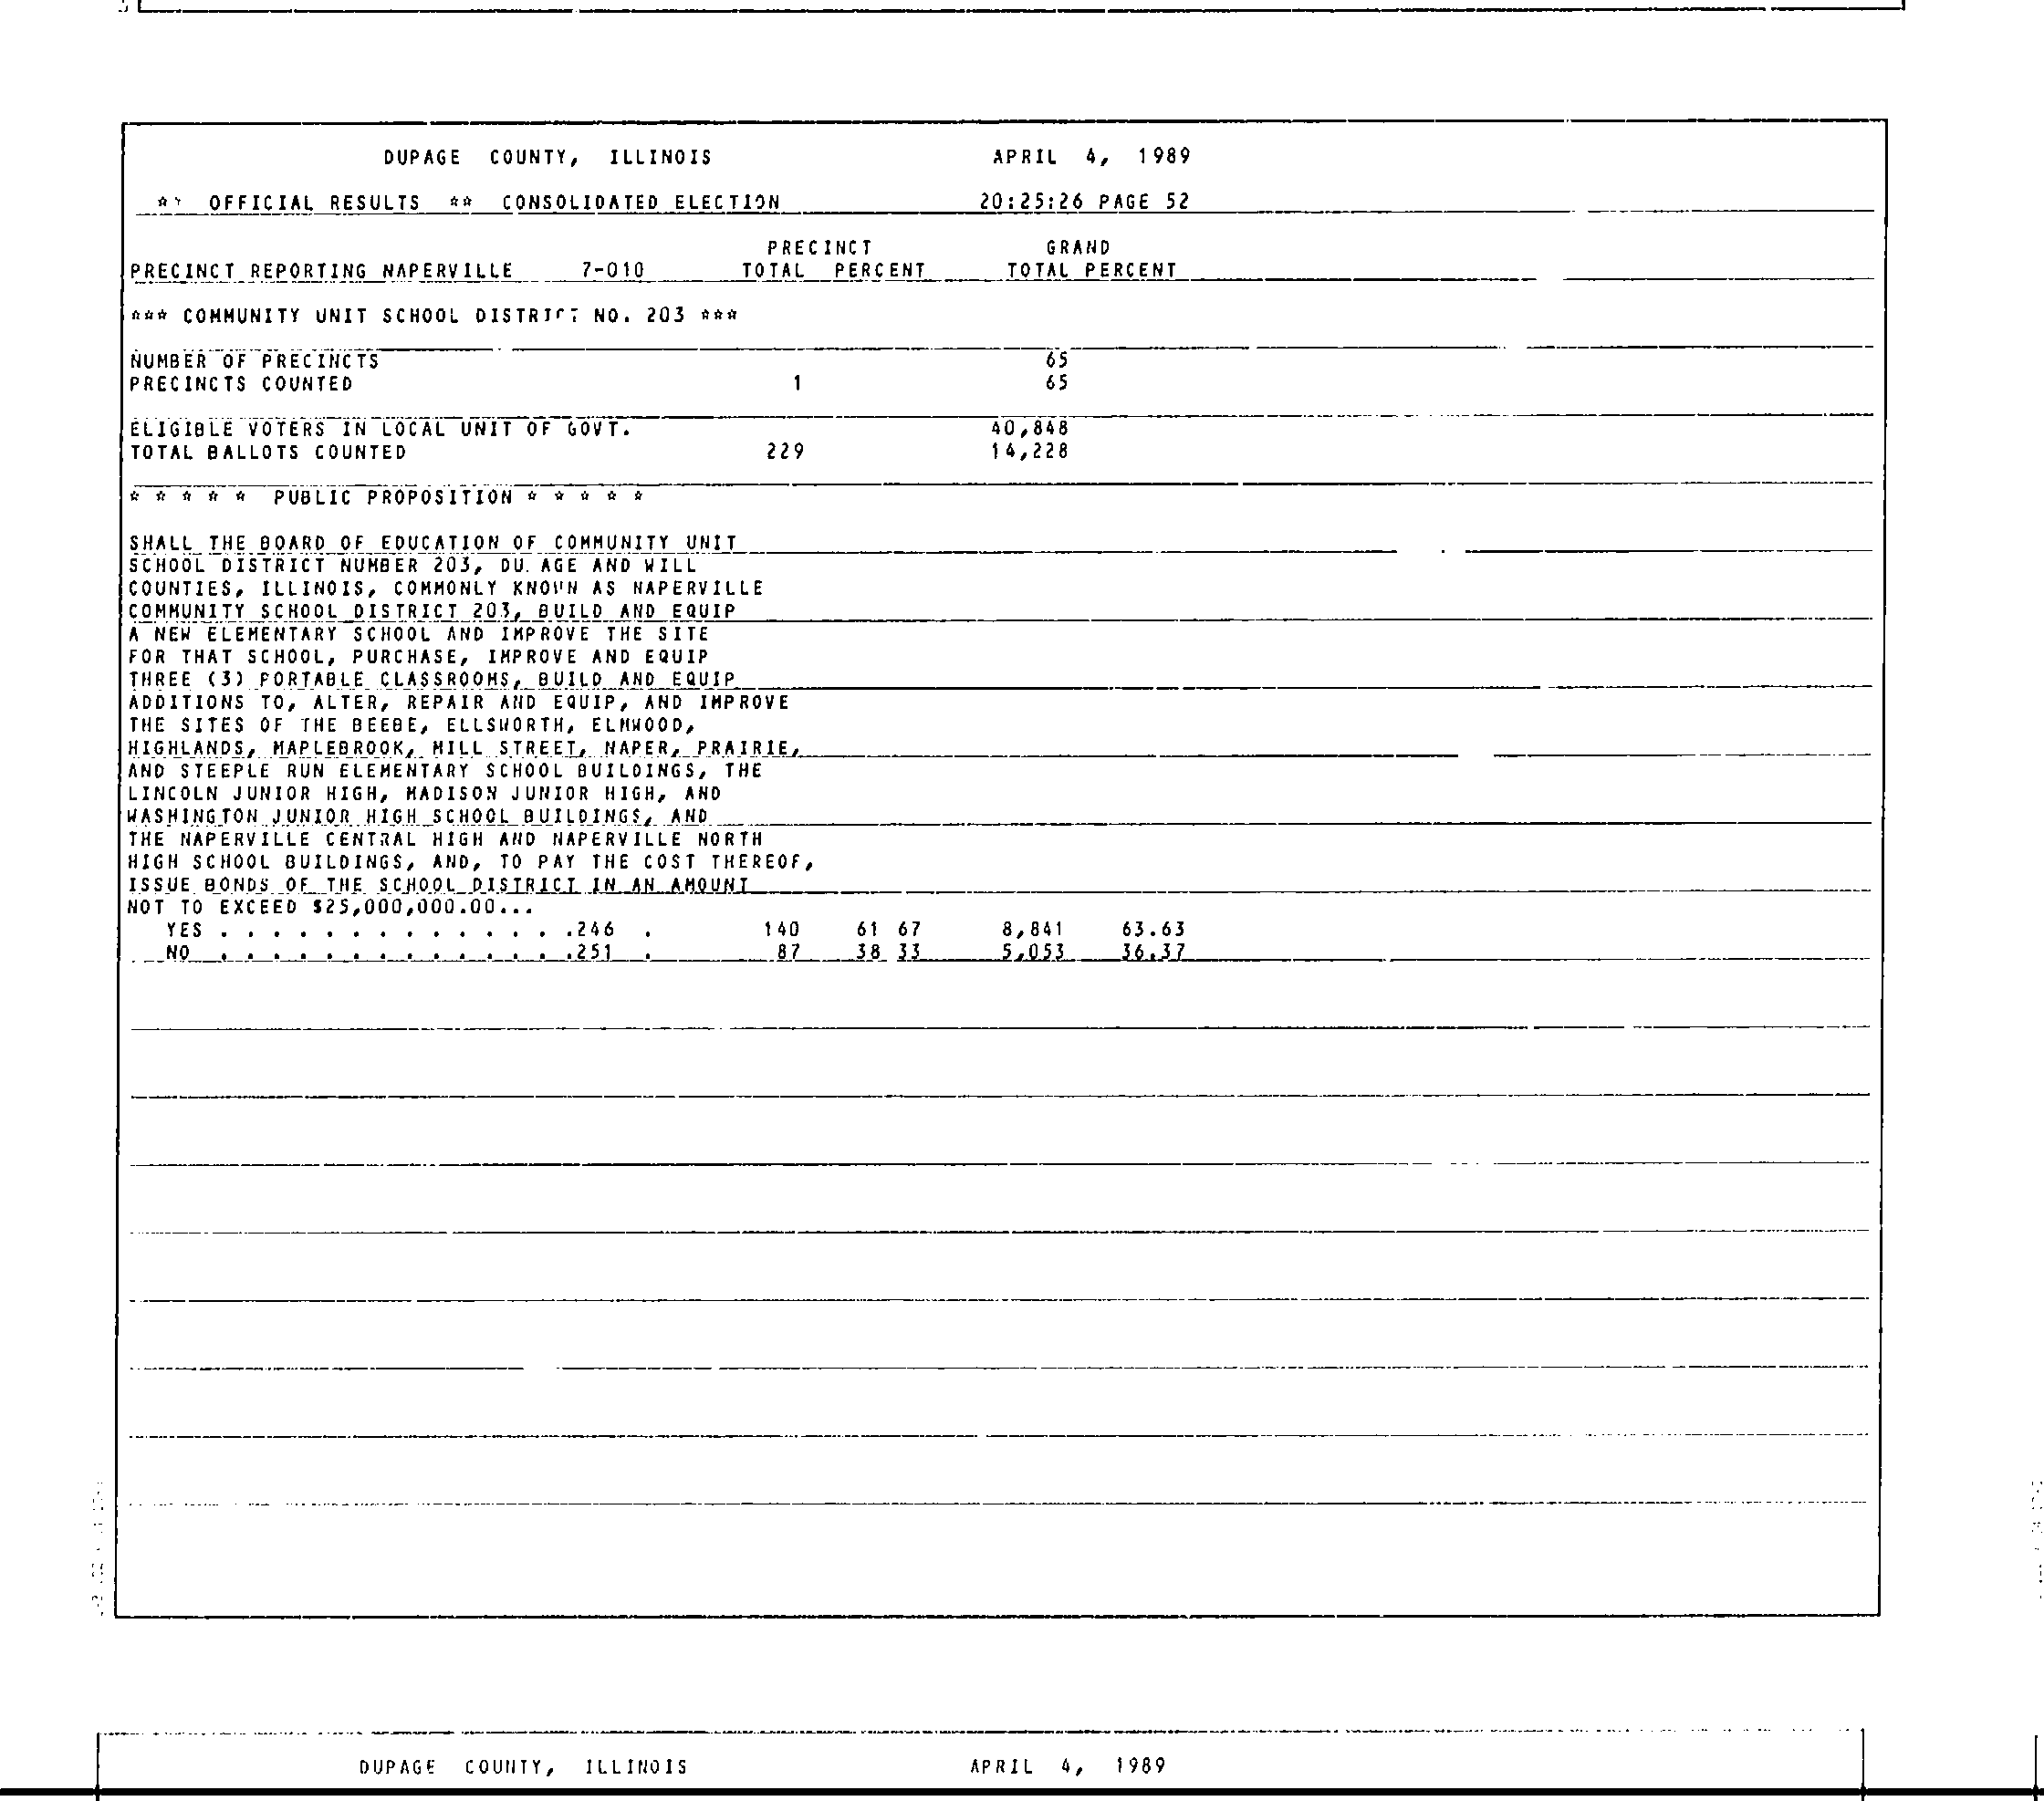 DUPAGE COUNTY, ILLINOIS APRIL 4, 1989
** OFFICIAL RESULTS ** CONSOLIDATED ELECTION 20:25:26 PAGE 52
PRECINCT GRAND
PRECINCT REPORTING NAPERVILLE 7-010 TOTAL PERCENT TOTAL PERCENT
*** COMMUNITY UNIT SCHOOL DISTRICT NO. 203 ***
NUMBER OF PRECINCTS 65
PRECINCTS COUNTED 1 65
ELIGIBLE VOTERS IN LOCAL UNIT OF GOVT. 40,848
TOTAL BALLOTS COUNTED 229 14,228
* * * * * PUBLIC PROPOSITION * * * * *
SHALL THE BOARD OF EDUCATION OF COMMUNITY UNIT
SCHOOL DISTRICT NUMBER 203, DU. AGE AND WILL
COUNTIES, ILLINOIS, COMMONLY KNOWN AS NAPERVILLE
COMMUNITY SCHOOL DISTRICT 203, BUILD AND EQUIP
A NEW ELEMENTARY SCHOOL AND IMPROVE THE SITE
FOR THAT SCHOOL, PURCHASE, IMPROVE AND EQUIP
THREE (3) PORTABLE CLASSROOMS, BUILD AND EQUIP
ADDITIONS TO, ALTER, REPAIR AND EQUIP, AND IMPROVE
THE SITES OF THE BEEBE, ELLSWORTH, ELMWOOD,
HIGHLANDS, MAPLEBROOK, MILL STREET, NAPER, PRAIRIE,
AND STEEPLE RUN ELEMENTARY SCHOOL BUILDINGS, THE
LINCOLN JUNIOR HIGH, MADISON JUNIOR HIGH, AND
WASHINGTON JUNIOR HIGH SCHOOL BUILDINGS, AND
THE NAPERVILLE CENTRAL HIGH AND NAPERVILLE NORTH
HIGH SCHOOL BUILDINGS, AND, TO PAY THE COST THEREOF,
ISSUE BONDS OF THE SCHOOL DISTRICT IN AN AMOUNT
NOT TO EXCEED $25,000,000.00...
YES . . . . . . . . . . . . . .246 . 140 61 67 8,841 63.63
NO . . . . . . . . . . . . . .251 . 87 38 33 5,053 36.37
DUPAGE COUNTY, ILLINOIS APRIL 4, 1989